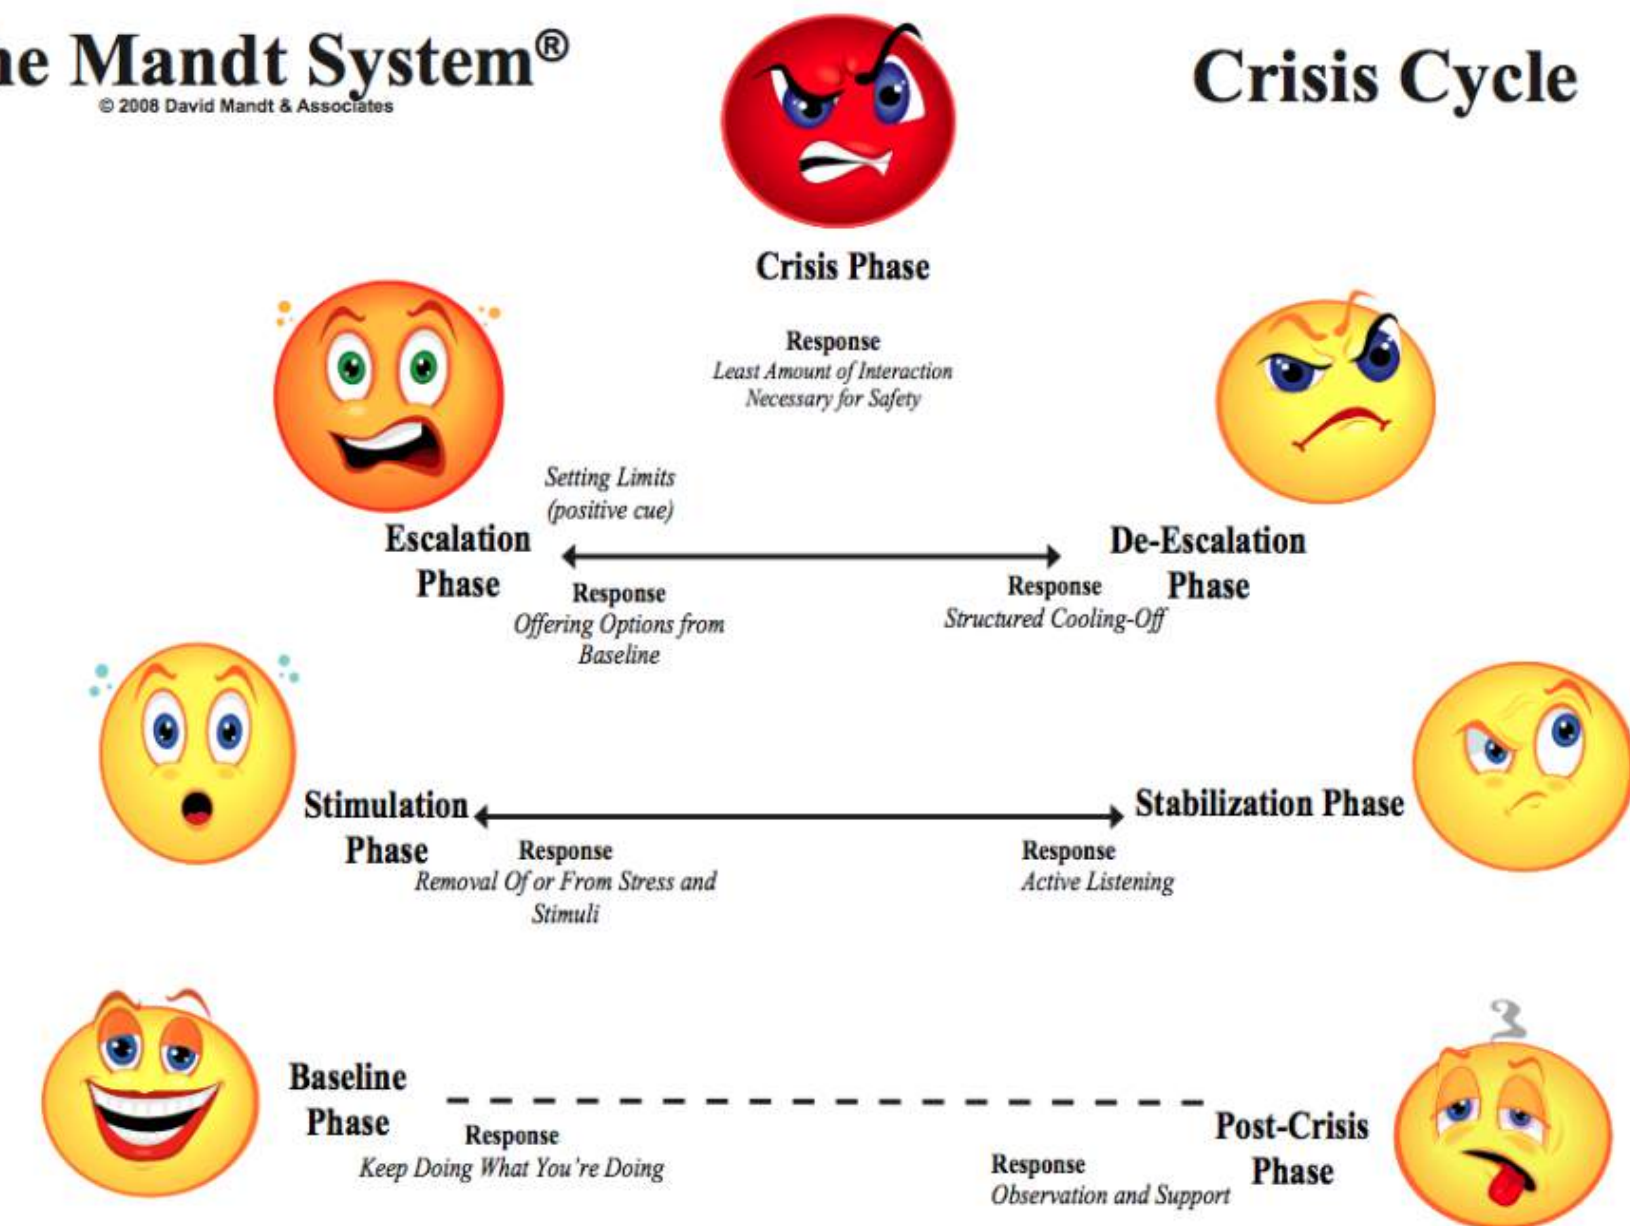 he Mandt System®
© 2008 David Mandt & Associates
Crisis Cycle
Crisis Phase
Response
Least Amount of Interaction
Necessary for Safety
Setting Limits
(positive cue)
Escalation
Phase
Response
Offering Options from
Baseline
De-Escalation
Phase
Response
Structured Cooling-Off
Stimulation
Phase
Response
Removal Of or From Stress and
Stimuli
Stabilization Phase
Response
Active Listening
Baseline
Phase
Response
Keep Doing What You're Doing
Post-Crisis
Phase
Response
Observation and Support